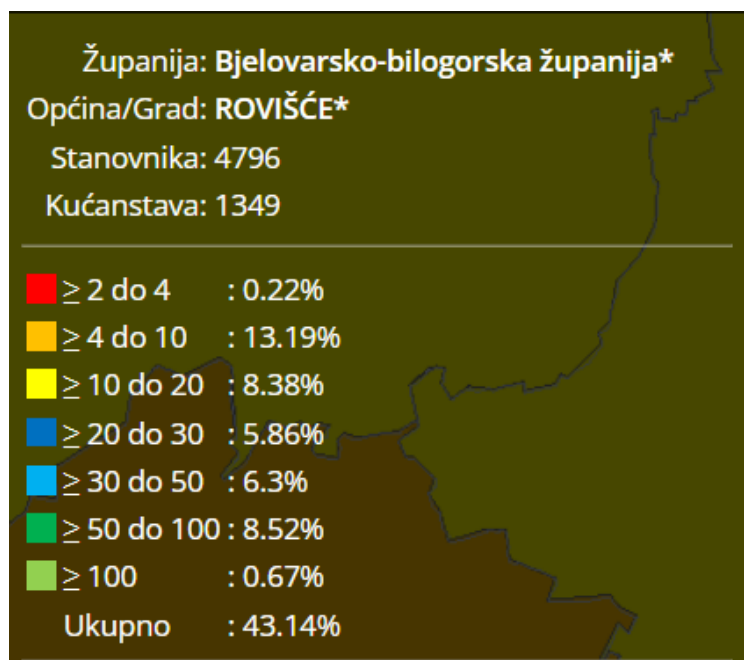 Županija: Bjelovarsko-bilogorska županija*
Općina/Grad: ROVIŠĆE*
Stanovnika: 4796
Kućanstava: 1349
≥ 2 do 4 : 0.22%
≥ 4 do 10 : 13.19%
≥ 10 do 20 : 8.38%
≥ 20 do 30 : 5.86%
≥ 30 do 50 : 6.3%
≥ 50 do 100 : 8.52%
≥ 100 : 0.67%
Ukupno : 43.14%